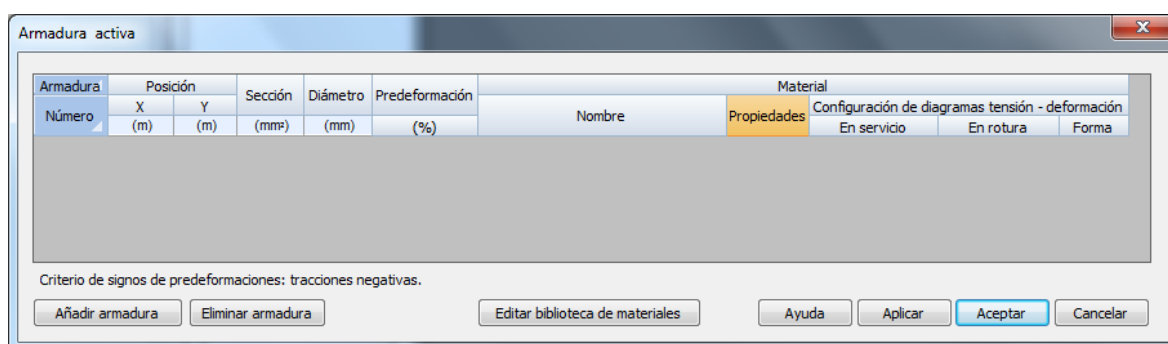 Armadura activa
Armadura Posición Sección Diámetro Predeformación Material
Número X Y Nombre Propiedades Configuración de diagramas tensión - deformación
(m) (m) (mm²) (mm) (%) En servicio En rotura Forma
Criterio de signos de predeformaciones: tracciones negativas.
Añadir armadura Eliminar armadura Editar biblioteca de materiales Ayuda Aplicar Aceptar Cancelar